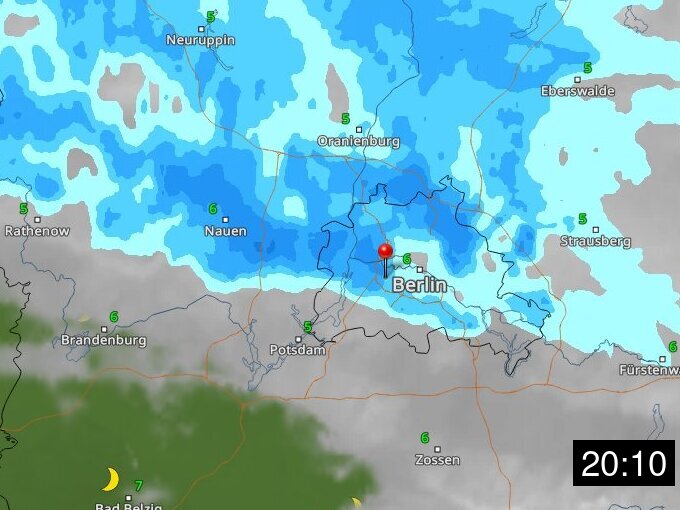 5
Neuruppin
5
Eberswalde
5
Oranienburg
5
Rathenow
6
Nauen
5
Strausberg
6
Berlin
6
Brandenburg
5
Potsdam
6
Fürstenwa
6
Zossen
20:10
7
Bad Belzig